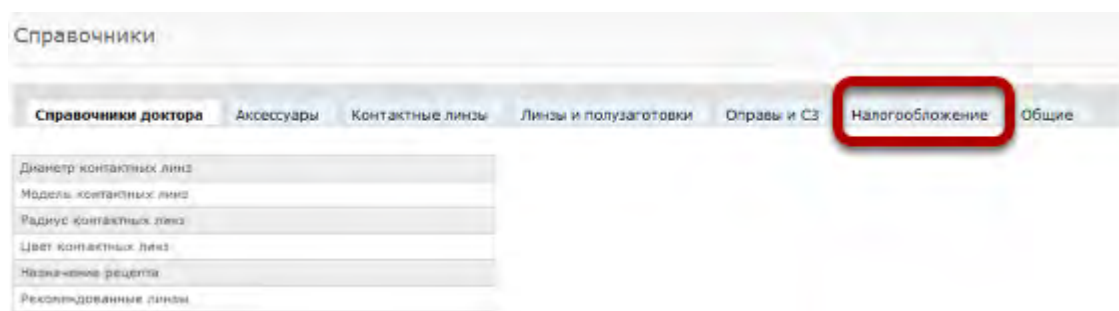 Справочники
Справочники доктора Аксессуары Контактные линзы Линзы и полузаготовки Оправы и СЗ Налогообложение Общие
Диаметр контактных линз
Модель контактных линз
Радиус контактных линз
Цвет контактных линз
Назначение рецепта
Рекомендованные линзы